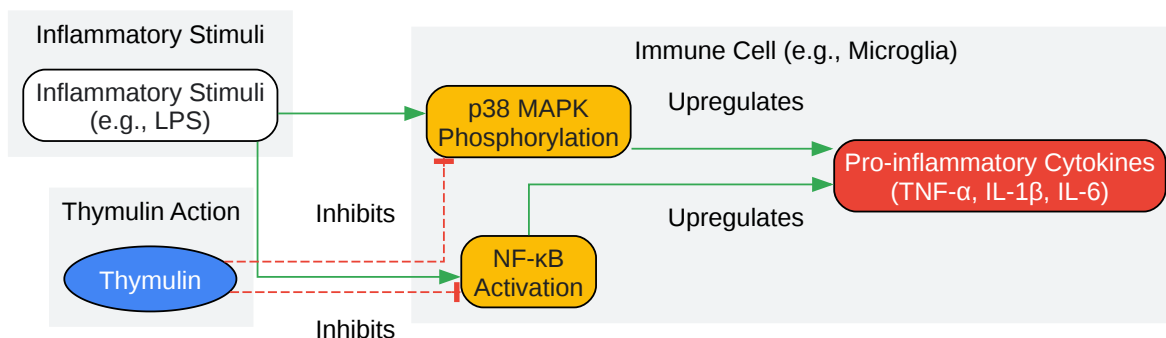 Inflammatory Stimuli
Inflammatory Stimuli
(e.g., LPS)
Immune Cell (e.g., Microglia)
p38 MAPK
Phosphorylation
Upregulates
Pro-inflammatory Cytokines
(TNF-α, IL-1β, IL-6)
Thymulin Action
Inhibits
Upregulates
Thymulin
NF-κB
Activation
Inhibits